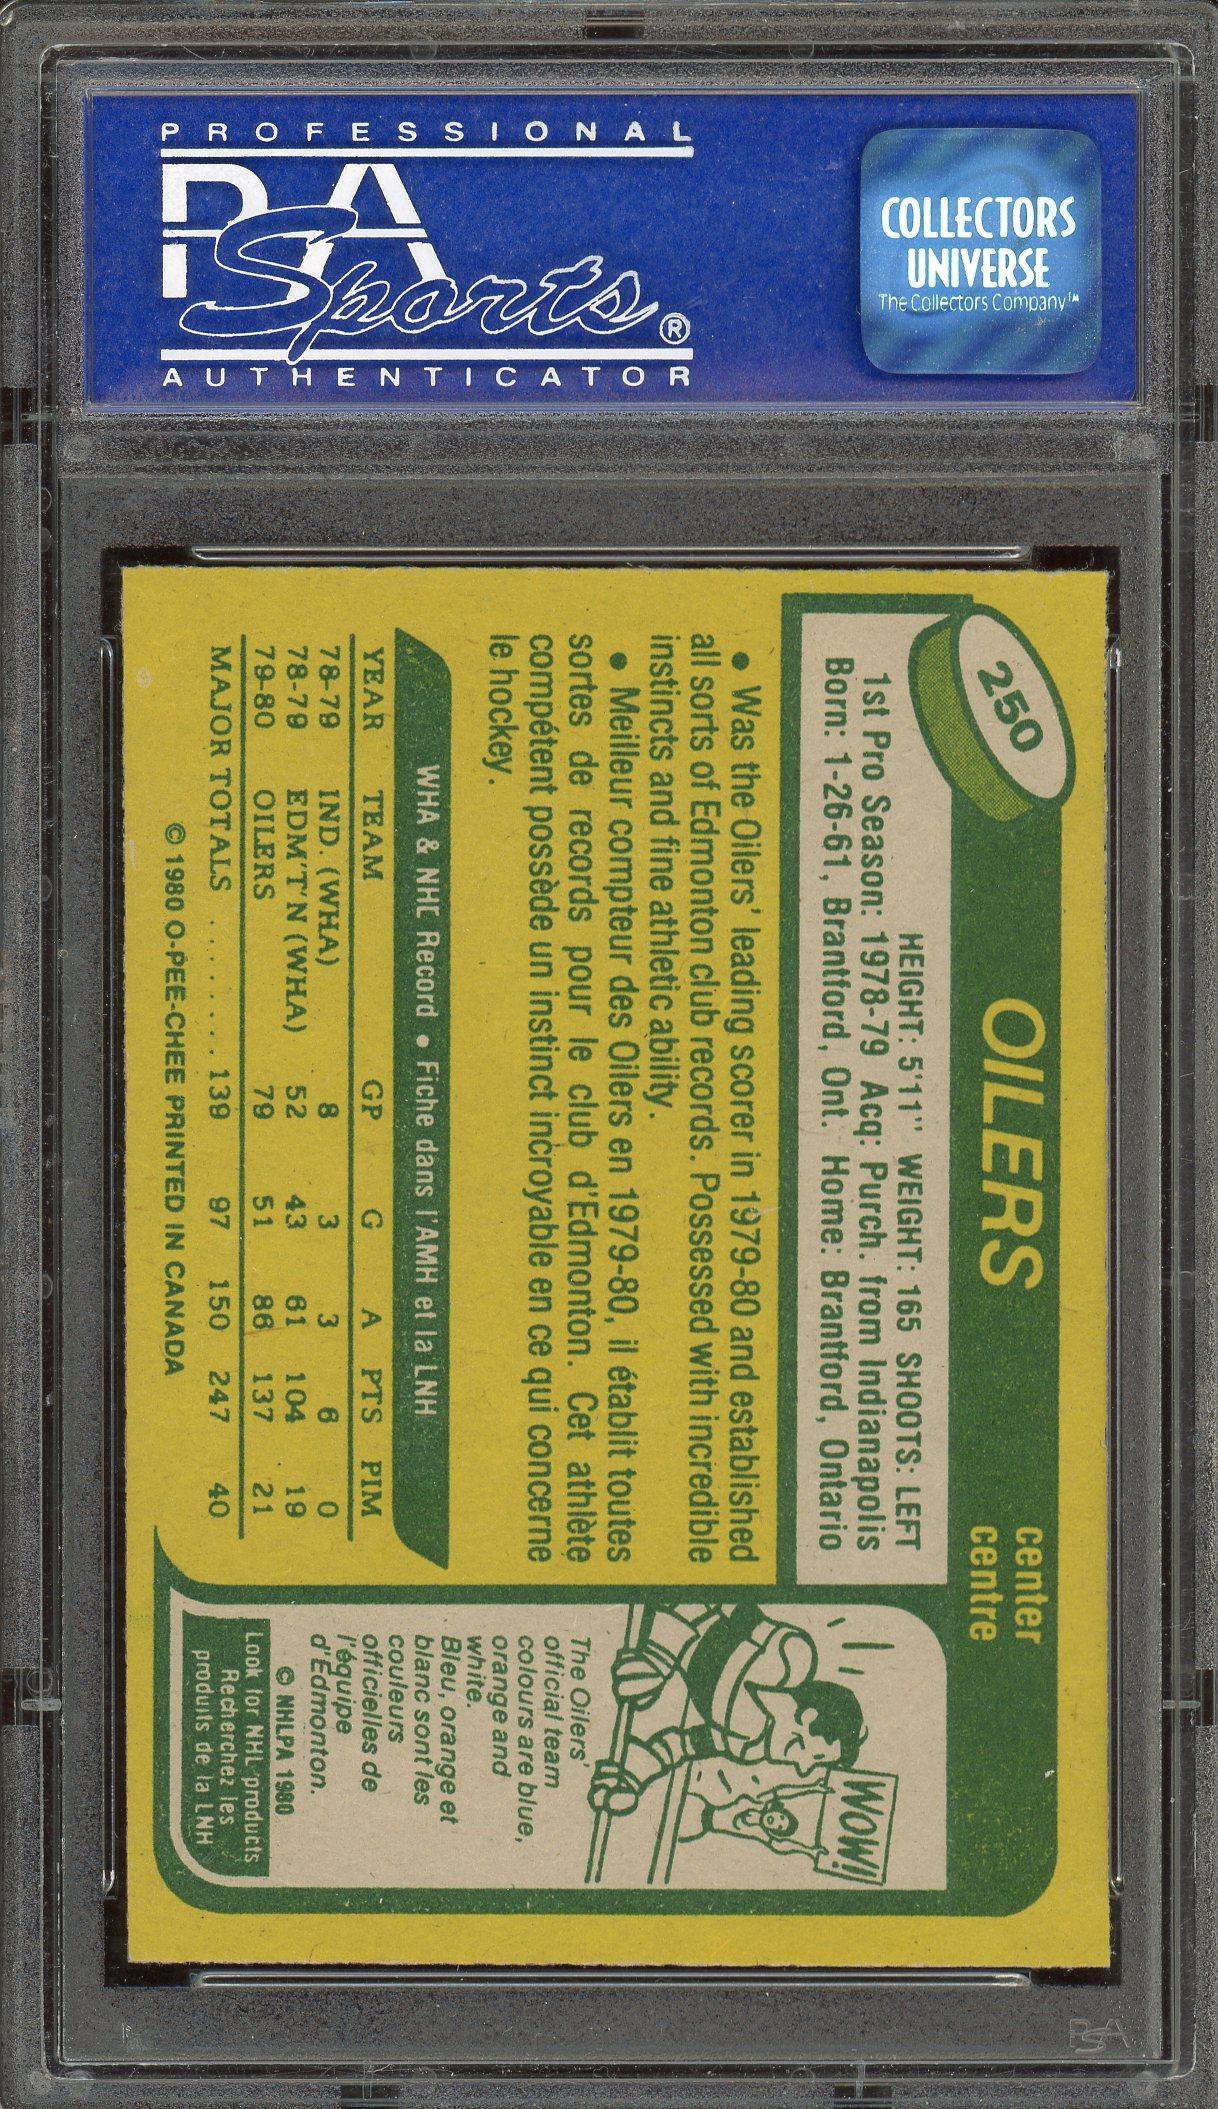 PROFESSIONAL
PSA
Sports®
AUTHENTICATOR
COLLECTORS
UNIVERSE
The Collectors Company™
250
OILERS
center
centre
HEIGHT: 5'11" WEIGHT: 165 SHOOTS: LEFT
1st Pro Season: 1978-79 Acq: Purch. from Indianapolis
Born: 1-26-61, Brantford, Ont. Home: Brantford, Ontario
• Was the Oilers' leading scorer in 1979-80 and established
all sorts of Edmonton club records. Possessed with incredible
instincts and fine athletic ability.
• Meilleur compteur des Oilers en 1979-80, il établit toutes
sortes de records pour le club d'Edmonton. Cet athlète
compétent possède un instinct incroyable en ce qui concerne
le hockey.
WHA & NHL Record • Fiche dans l'AMH et la LNH
YEAR TEAM GP G A PTS PIM
78-79 IND. (WHA) 8 3 3 6 0
78-79 EDM'T'N (WHA) 52 43 61 104 19
79-80 OILERS 79 51 86 137 21
MAJOR TOTALS ........ 139 97 150 247 40
© 1980 O-PEE-CHEE PRINTED IN CANADA
WOW!
The Oilers'
official team
colours are blue,
orange and
white.
Bleu, orange et
blanc sont les
couleurs
officielles de
l'équipe
d'Edmonton.
© NHLPA 1980
Look for NHL products
Recherchez les
produits de la LNH
PSA